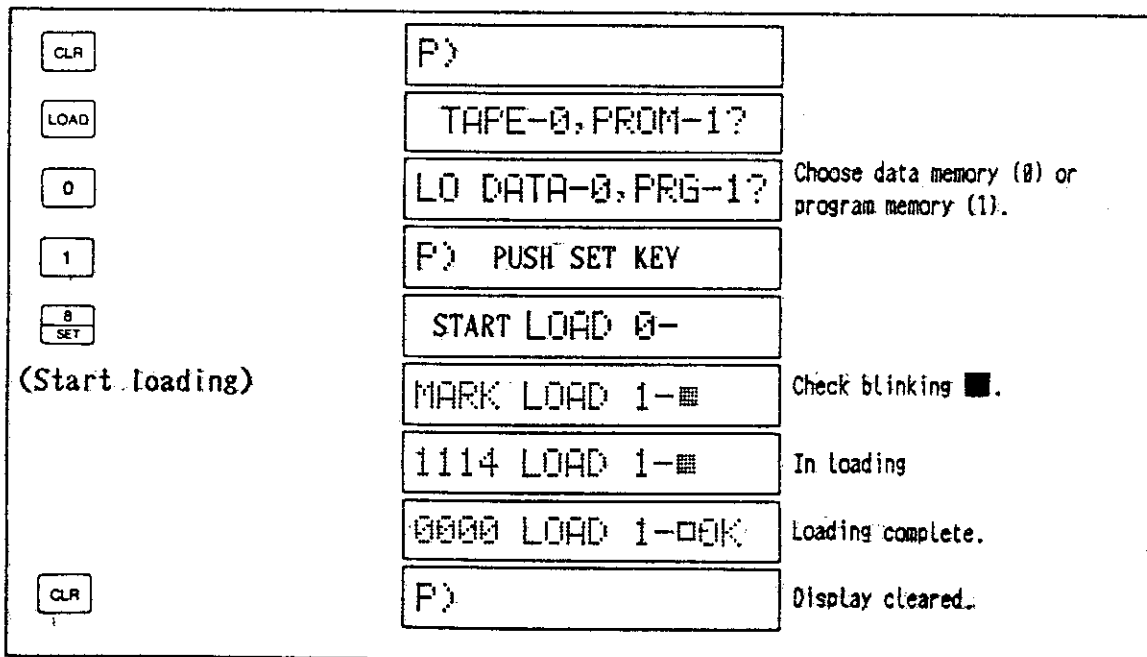 CLR P>
LOAD TAPE-0,PROM-1?
0 LO DATA-0,PRG-1? Choose data memory (0) or
program memory (1).
1 P> PUSH SET KEY
8
SET START LOAD 0-
(Start loading) MARK LOAD 1-▦ Check blinking ■.
1114 LOAD 1-▦ In loading
0000 LOAD 1-□OK Loading complete.
CLR P> Display cleared.